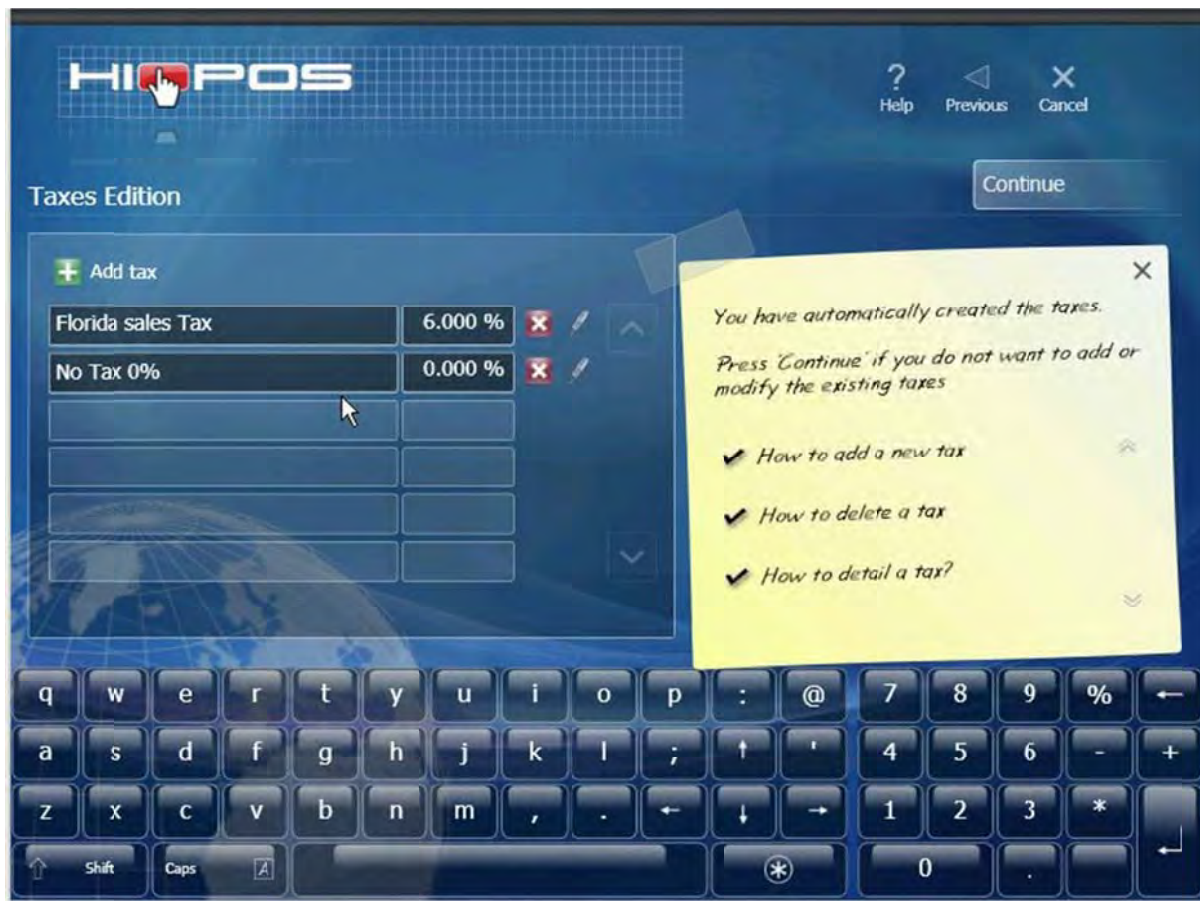 HIOPOS
? Help
Previous
Cancel
Taxes Edition
Continue
Add tax
Florida sales Tax 6.000 %
No Tax 0% 0.000 %
You have automatically created the taxes.
Press 'Continue' if you do not want to add or
modify the existing taxes
How to add a new tax
How to delete a tax
How to detail a tax?
q w e r t y u i o p : @ 7 8 9 % ←
a s d f g h j k l ; ↑ ' 4 5 6 - +
z x c v b n m , . ← ↓ → 1 2 3 *
Shift Caps A * 0 .